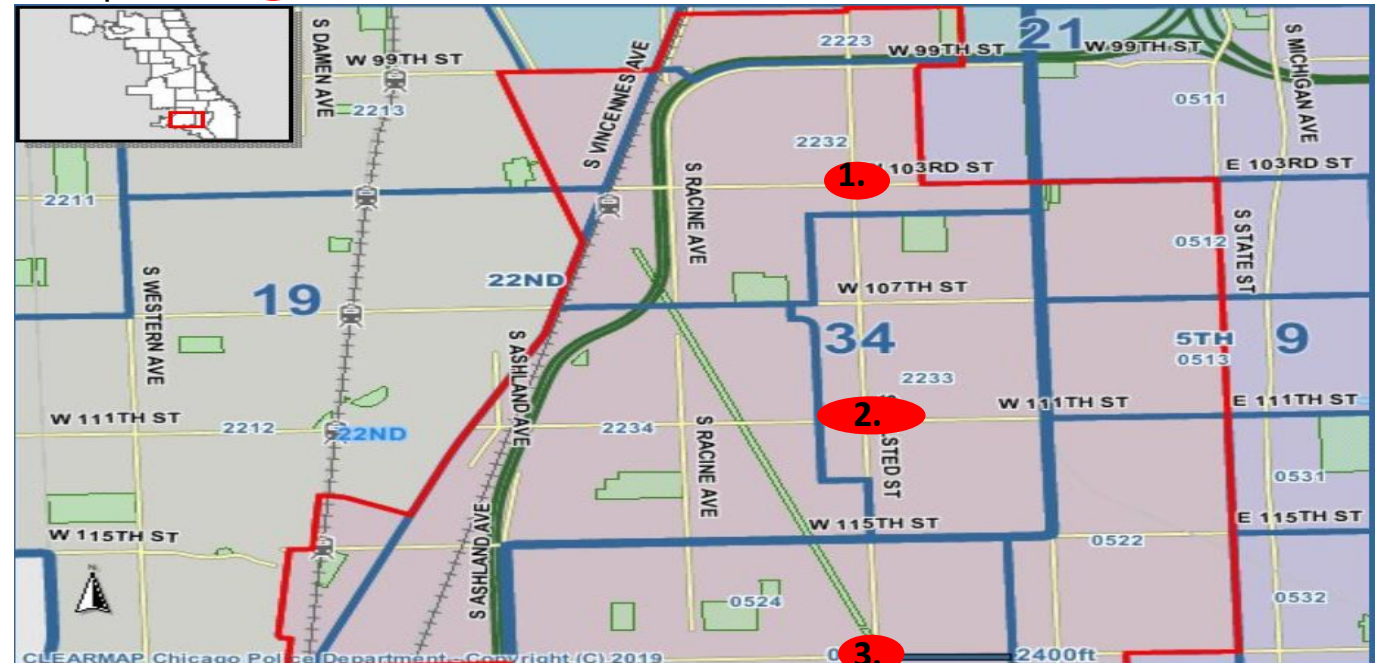 S DAMEN AVE
W 99TH ST
S VINCENNES AVE
2223
W 99TH ST
21
W 99TH ST
S MICHIGAN AVE
2213
0511
2232
1.
103RD ST
E 103RD ST
2211
S RACINE AVE
S STATE ST
0512
S WESTERN AVE
19
22ND
W 107TH ST
34
5TH
9
0513
S ASHLAND AVE
2233
W 111TH ST
2212
22ND
2234
S RACINE AVE
2.
STED ST
W 111TH ST
E 111TH ST
0531
W 115TH ST
S ASHLAND AVE
W 115TH ST
0522
E 115TH ST
N
0524
0532
CLEARMAP Chicago Police Department - Copyright (C) 2019
0
3.
2400ft